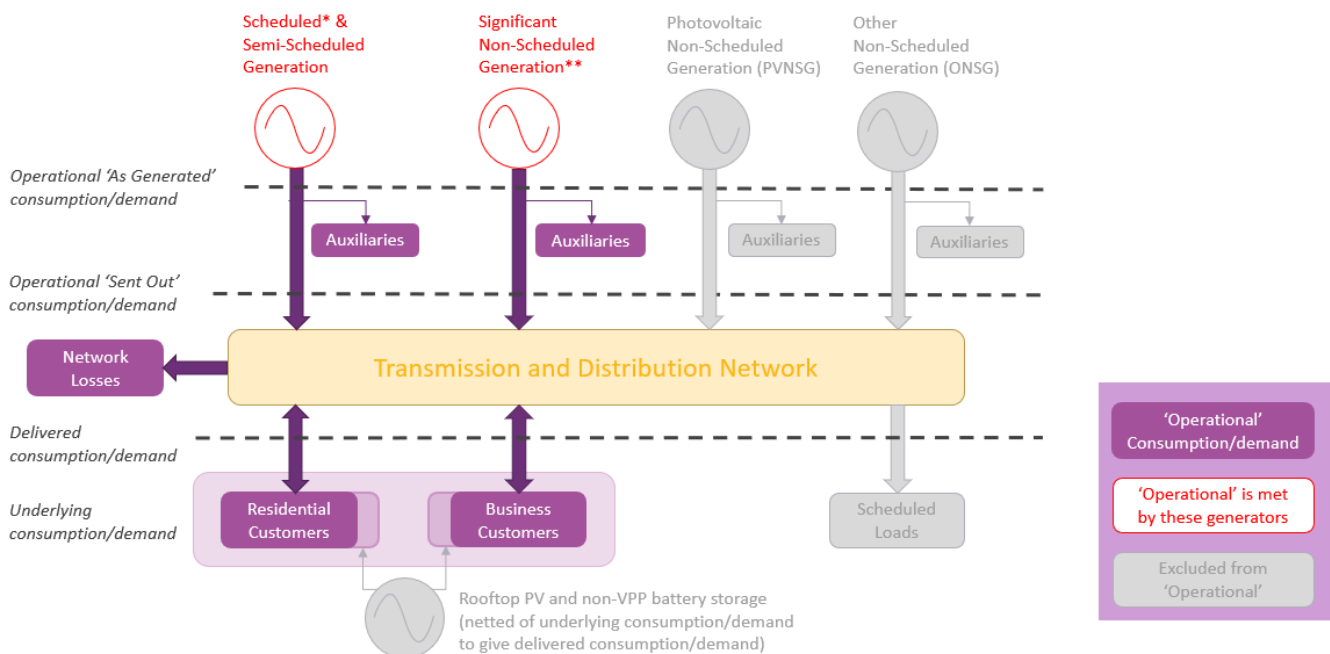 Scheduled* &
Semi-Scheduled
Generation
Significant
Non-Scheduled
Generation**
Photovoltaic
Non-Scheduled
Generation (PVNSG)
Other
Non-Scheduled
Generation (ONSG)
Operational ‘As Generated’
consumption/demand
Auxiliaries
Auxiliaries
Auxiliaries
Auxiliaries
Operational ‘Sent Out’
consumption/demand
Network
Losses
Transmission and Distribution Network
Delivered
consumption/demand
Underlying
consumption/demand
Residential
Customers
Business
Customers
Scheduled
Loads
Rooftop PV and non-VPP battery storage
(netted of underlying consumption/demand
to give delivered consumption/demand)
‘Operational’
Consumption/demand
‘Operational’ is met
by these generators
Excluded from
‘Operational’